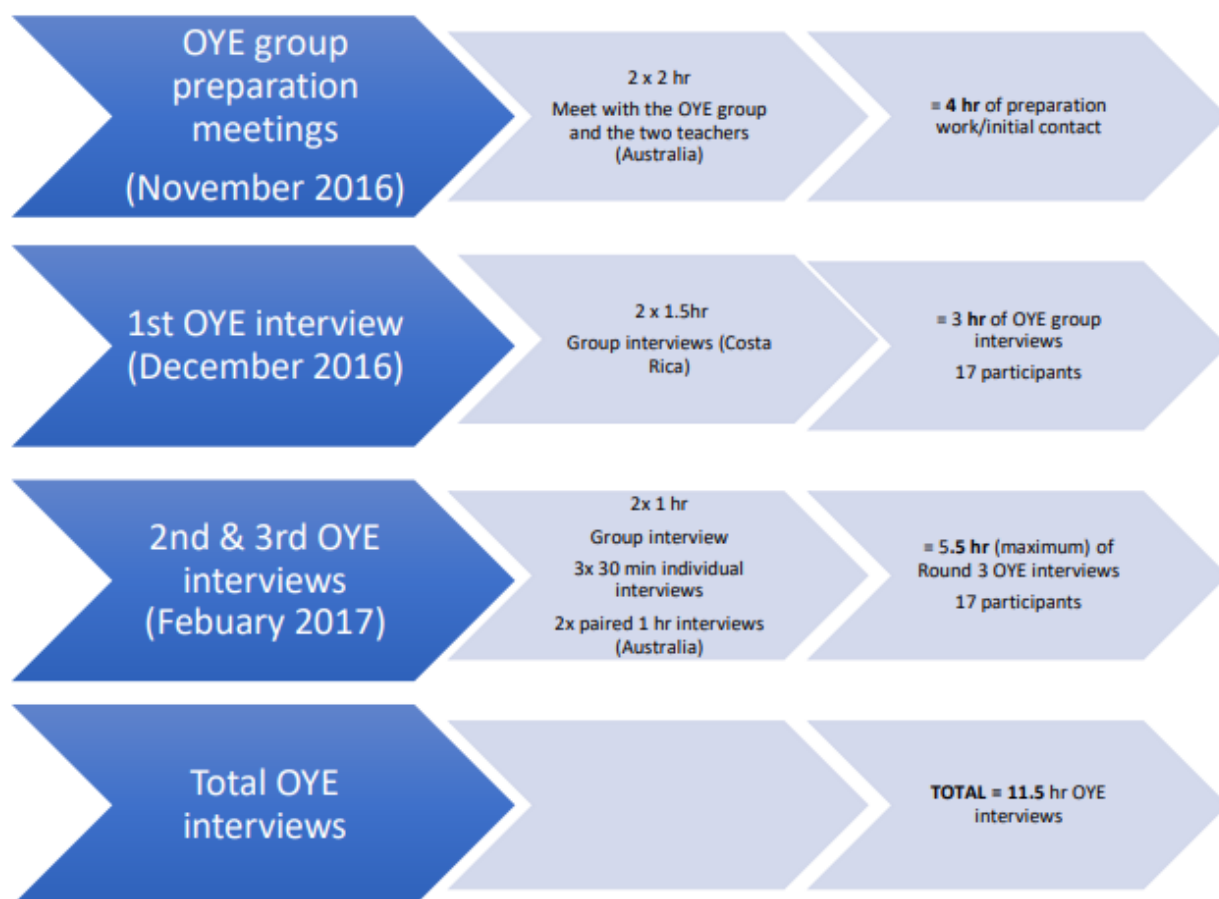 OYE group
preparation
meetings
(November 2016)
2 x 2 hr
Meet with the OYE group
and the two teachers
(Australia)
= 4 hr of preparation
work/initial contact
1st OYE interview
(December 2016)
2 x 1.5hr
Group interviews (Costa
Rica)
= 3 hr of OYE group
interviews
17 participants
2nd & 3rd OYE
interviews
(Febuary 2017)
2x 1 hr
Group interview
3x 30 min individual
interviews
2x paired 1 hr interviews
(Australia)
= 5.5 hr (maximum) of
Round 3 OYE interviews
17 participants
Total OYE
interviews
TOTAL = 11.5 hr OYE
interviews